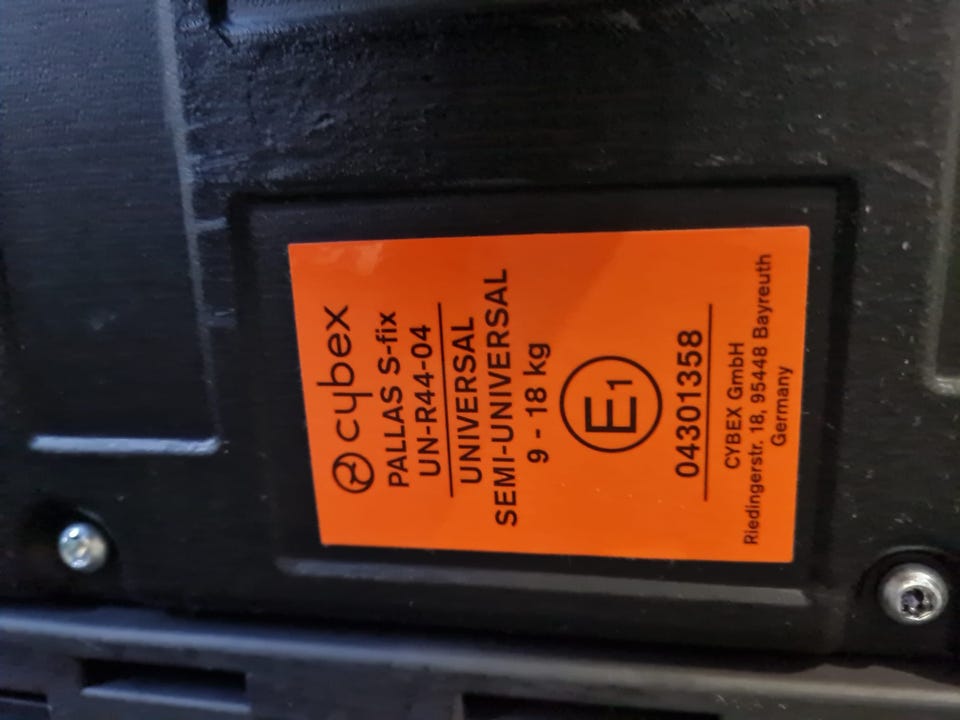 cybex
PALLAS S-fix
UN-R44-04
UNIVERSAL
SEMI-UNIVERSAL
9 - 18 kg
E1
04301358
CYBEX GmbH
Riedingerstr. 18, 95448 Bayreuth
Germany